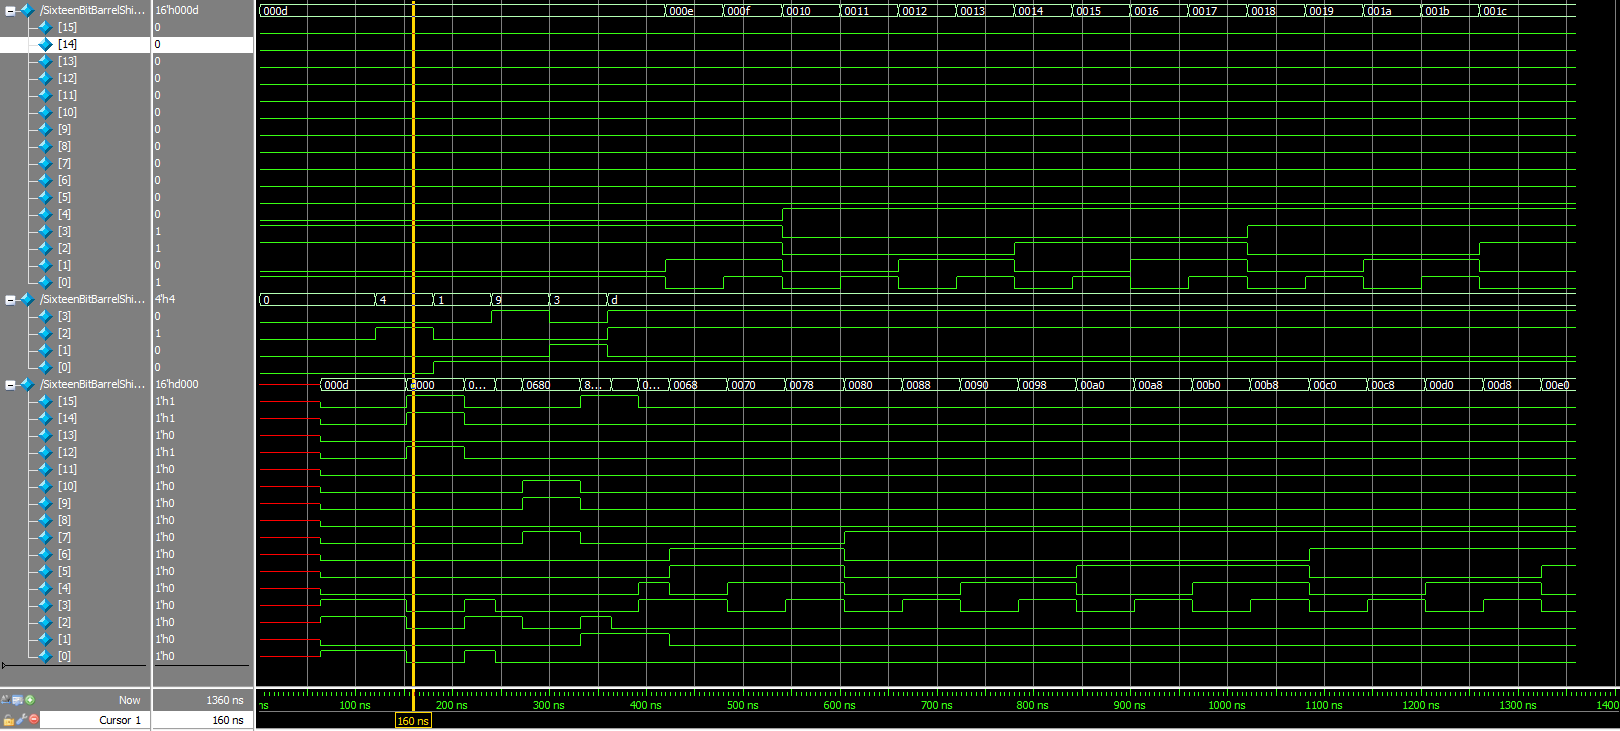 /SixteenBitBarrelShi... 16'h000d 000d 000e 000f 0010 0011 0012 0013 0014 0015 0016 0017 0018 0019 001a 001b 001c
[15] 0
[14] 0
[13] 0
[12] 0
[11] 0
[10] 0
[9] 0
[8] 0
[7] 0
[6] 0
[5] 0
[4] 0
[3] 1
[2] 1
[1] 0
[0] 1
/SixteenBitBarrelShi... 4'h4 0 4 1 9 3 d
[3] 0
[2] 1
[1] 0
[0] 0
/SixteenBitBarrelShi... 16'hd000 000d 0... 0680 8... 0... 0068 0070 0078 0080 0088 0090 0098 00a0 00a8 00b0 00b8 00c0 00c8 00d0 00d8 00e0
[15] 1'h1
[14] 1'h1
[13] 1'h0
[12] 1'h1
[11] 1'h0
[10] 1'h0
[9] 1'h0
[8] 1'h0
[7] 1'h0
[6] 1'h0
[5] 1'h0
[4] 1'h0
[3] 1'h0
[2] 1'h0
[1] 1'h0
[0] 1'h0
Now 1360 ns ns 100 ns 200 ns 300 ns 400 ns 500 ns 600 ns 700 ns 800 ns 900 ns 1000 ns 1100 ns 1200 ns 1300 ns 1400
Cursor 1 160 ns 160 ns